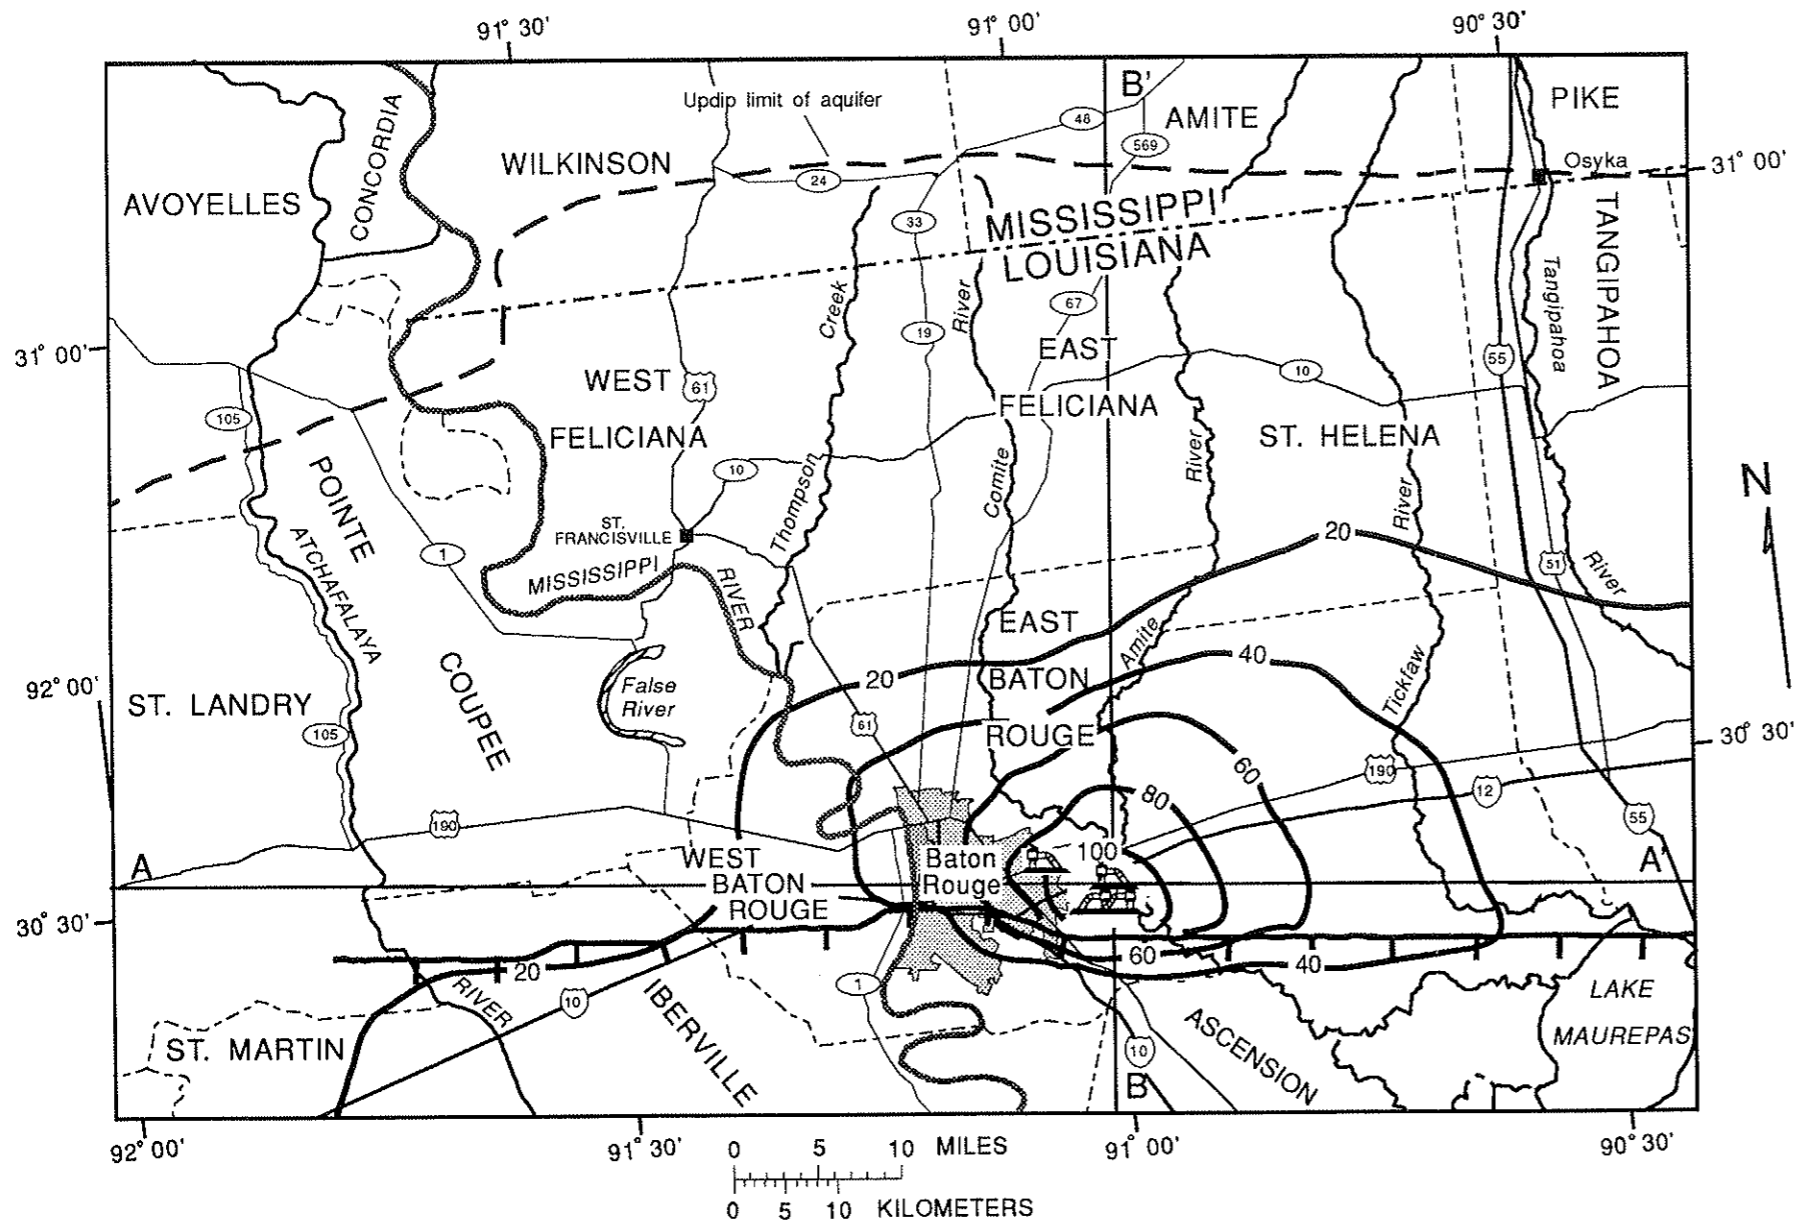 91° 30'
91° 00'
90° 30'
B'
PIKE
Updip limit of aquifer
CONCORDIA
48
AMITE
569
WILKINSON
Osyka
31° 00'
24
AVOYELLES
33
MISSISSIPPI
LOUISIANA
TANGIPAHOA
Tangipahoa
Creek
River
67
19
31° 00'
EAST
55
WEST
61
10
105
FELICIANA
FELICIANA
ST. HELENA
POINTE
10
Thompson
Comite
River
River
N
ST.
FRANCISVILLE
20
ATCHAFALAYA
1
MISSISSIPPI
RIVER
51
River
EAST
Amite
40
COUPEE
92° 00'
False
River
20
BATON
Tickfaw
ST. LANDRY
105
61
ROUGE
30° 30'
60
190
12
80
190
55
A
WEST
BATON
ROUGE
Baton
Rouge
100
A'
30° 30'
60
40
20
RIVER
10
1
IBERVILLE
LAKE
MAUREPAS
ST. MARTIN
10
ASCENSION
B
92° 00'
91° 30'
91° 00'
90° 30'
0 5 10 MILES
0 5 10 KILOMETERS